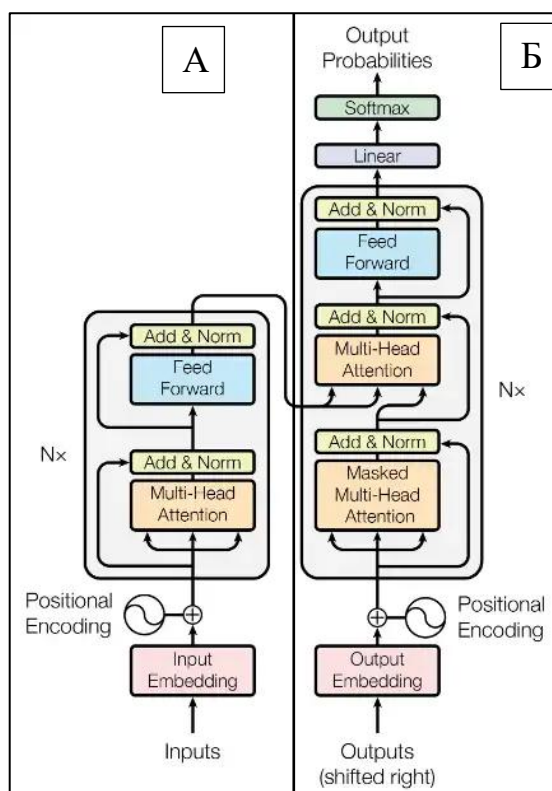 А
Add & Norm
Feed
Forward
Nx
Add & Norm
Multi-Head
Attention
Positional
Encoding
Input
Embedding
Inputs
Б
Output
Probabilities
Softmax
Linear
Add & Norm
Feed
Forward
Add & Norm
Multi-Head
Attention
Nx
Add & Norm
Masked
Multi-Head
Attention
Positional
Encoding
Output
Embedding
Outputs
(shifted right)